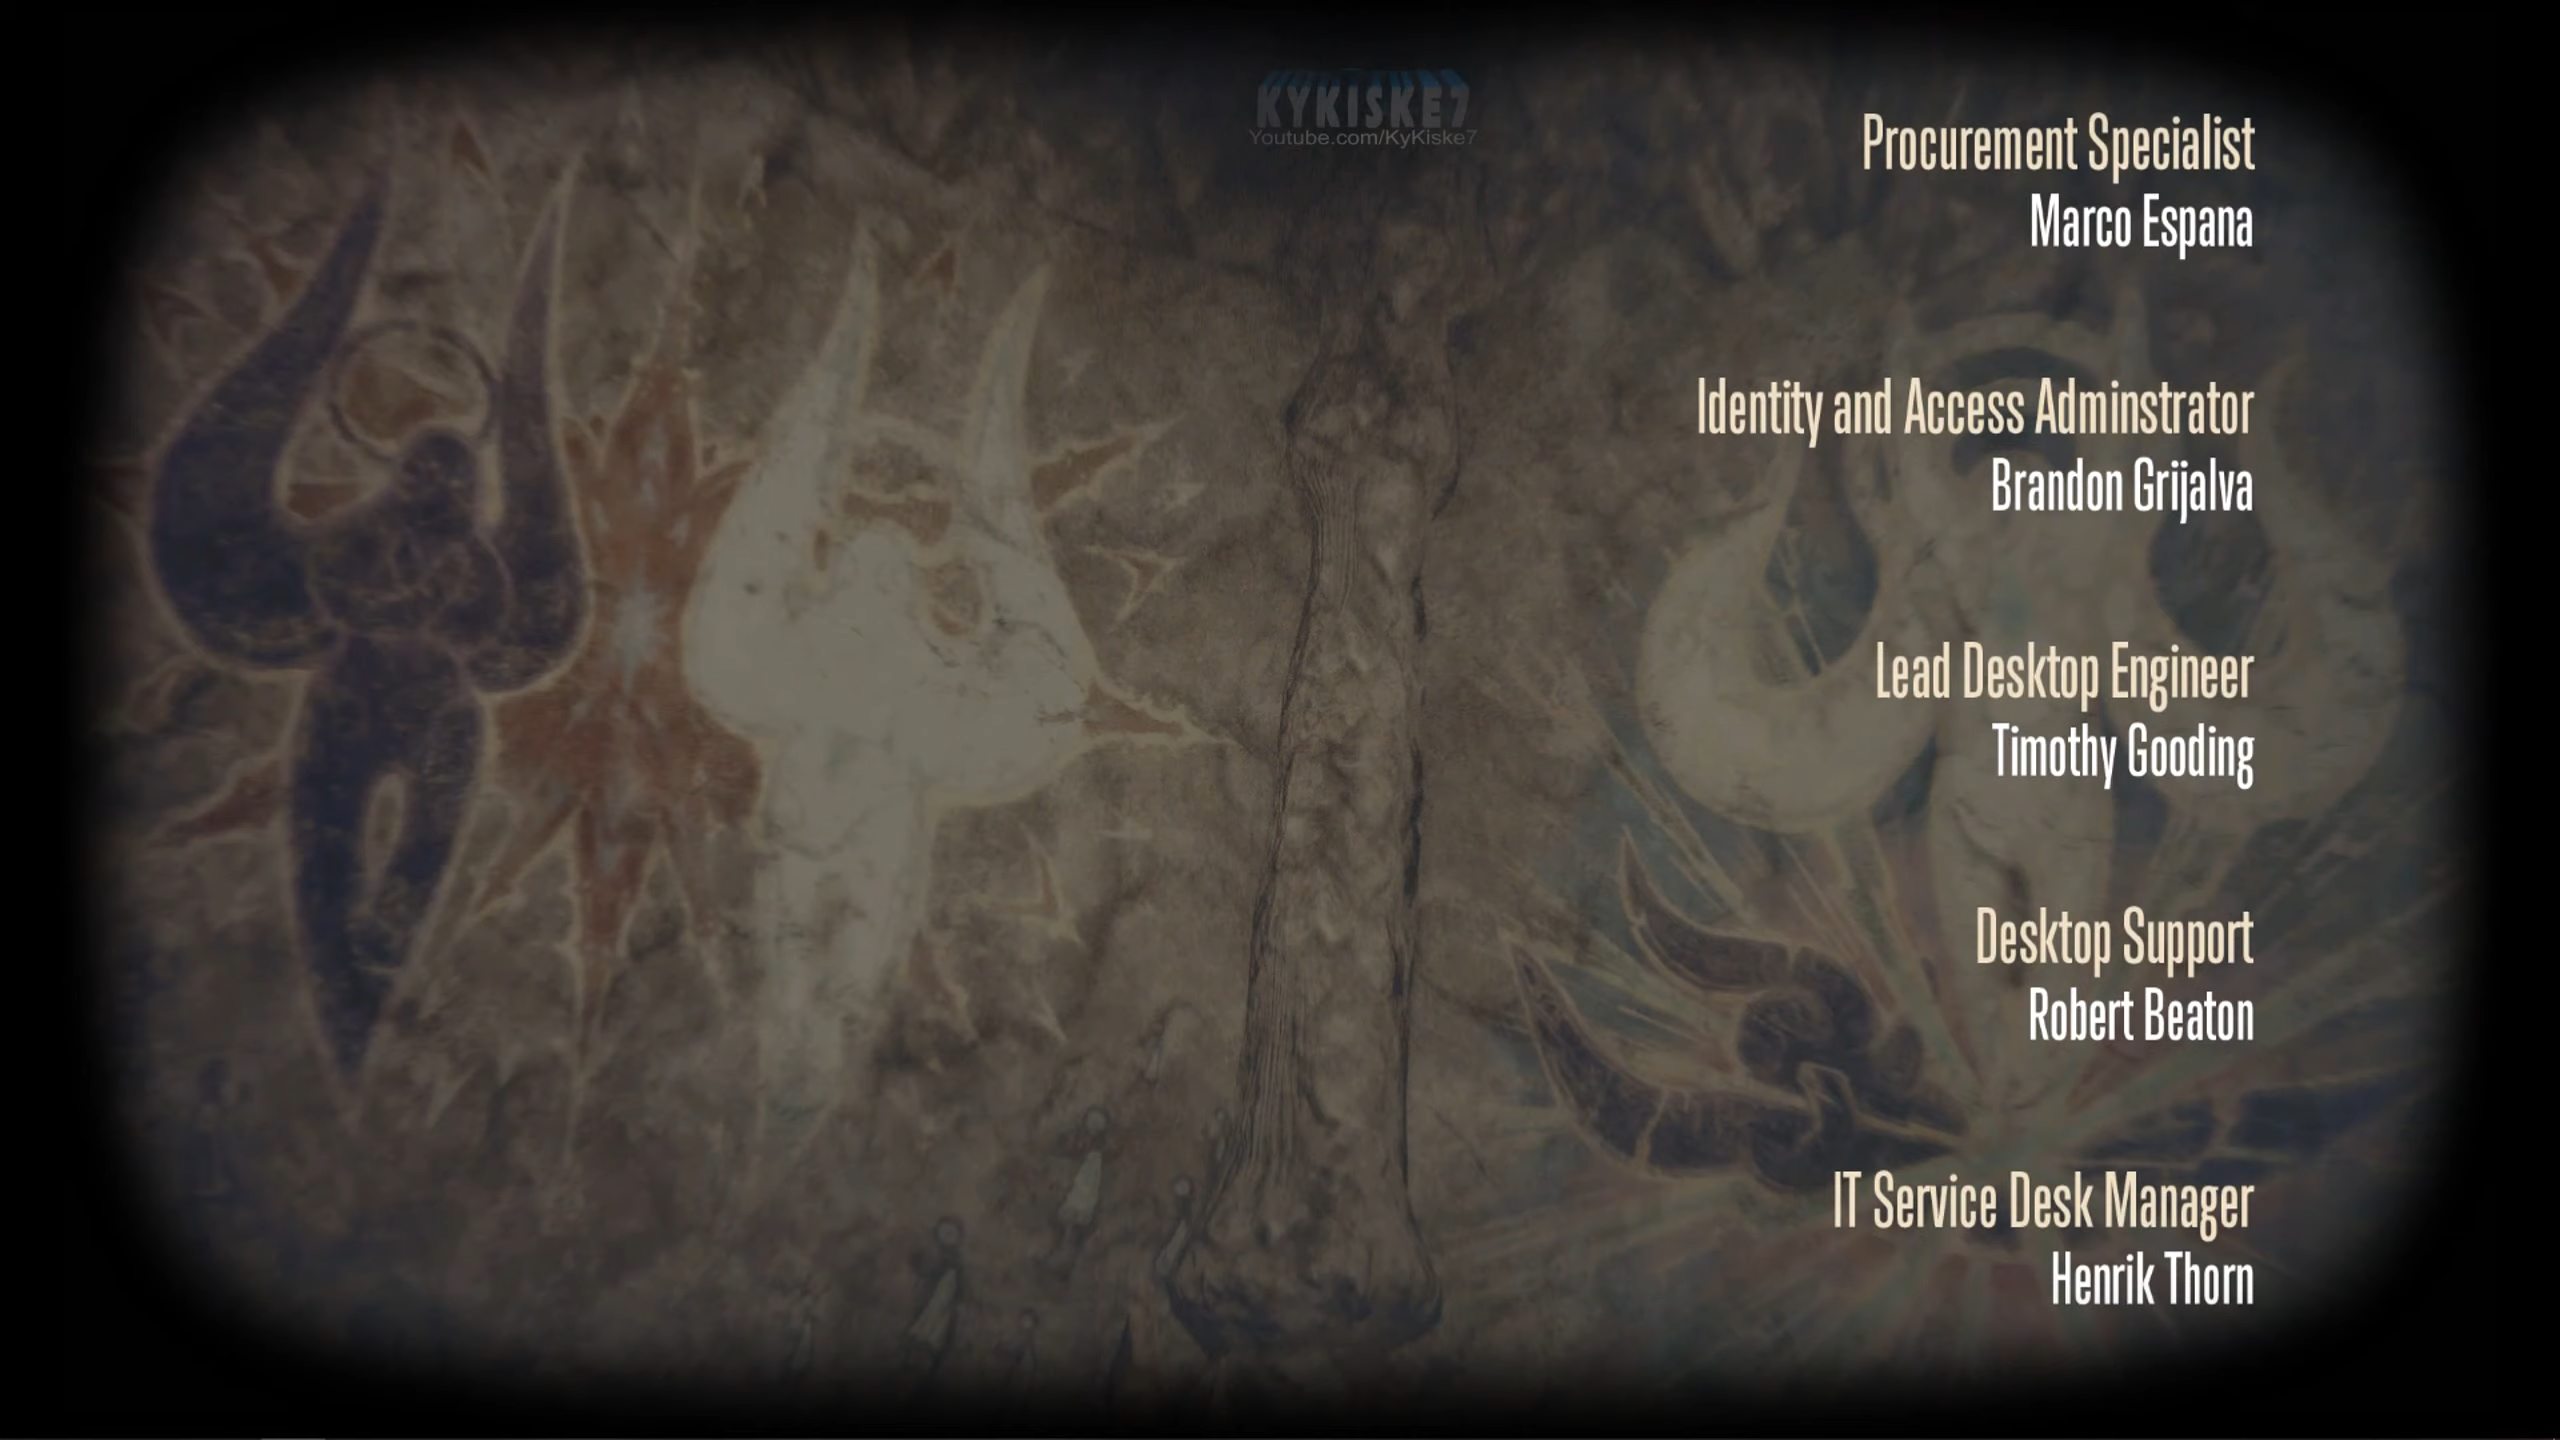 KYKISKE7
Youtube.com/KyKiske7
Procurement Specialist
Marco Espana
Identity and Access Adminstrator
Brandon Grijalva
Lead Desktop Engineer
Timothy Gooding
Desktop Support
Robert Beaton
IT Service Desk Manager
Henrik Thorn